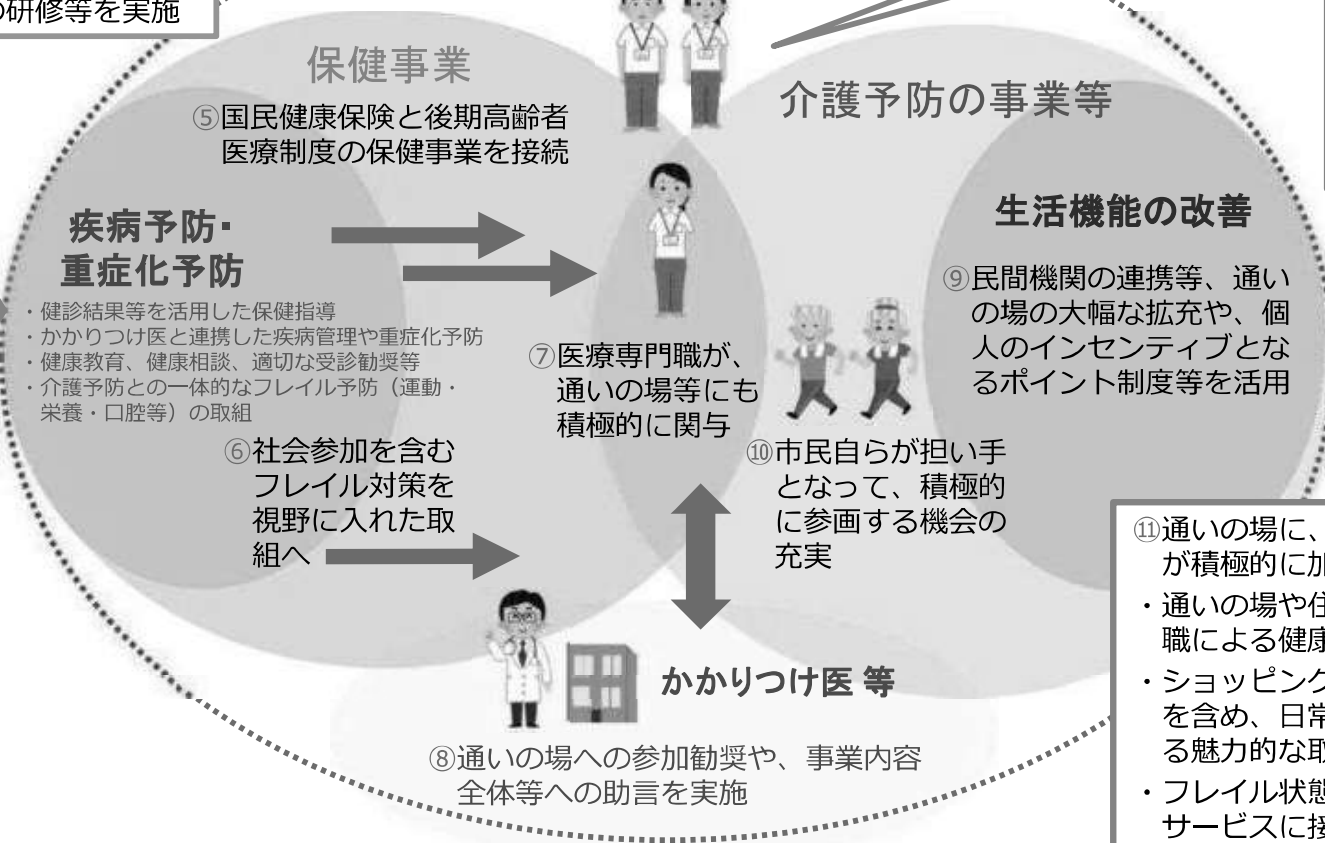 の研修等を実施
保健事業
⑤国民健康保険と後期高齢者
医療制度の保健事業を接続
介護予防の事業等
疾病予防・
重症化予防
・健診結果等を活用した保健指導
・かかりつけ医と連携した疾病管理や重症化予防
・健康教育、健康相談、適切な受診勧奨等
・介護予防との一体的なフレイル予防（運動・
栄養・口腔等）の取組
生活機能の改善
⑨民間機関の連携等、通い
の場の大幅な拡充や、個
人のインセンティブとな
るポイント制度等を活用
⑦医療専門職が、
通いの場等にも
積極的に関与
⑥社会参加を含む
フレイル対策を
視野に入れた取
組へ
⑩市民自らが担い手
となって、積極的
に参画する機会の
充実
かかりつけ医 等
⑧通いの場への参加勧奨や、事業内容
全体等への助言を実施
⑪通いの場に、
が積極的に加
・通いの場や住
職による健康
・ショッピング
を含め、日常
る魅力的な取
・フレイル状態
サービスに接